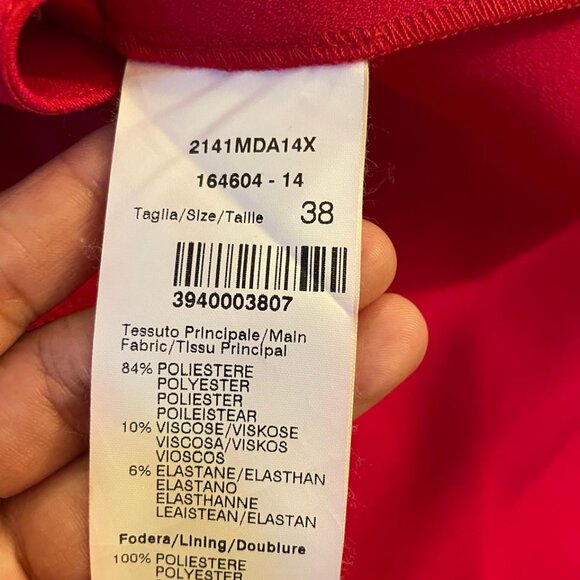 2141MDA14X
164604 - 14
Taglia/Size/Taille 38
3940003807
Tessuto Principale/Main
Fabric/Tissu Principal
84% POLIESTERE
POLYESTER
POLIESTER
POILEISTEAR
10% VISCOSE/VISKOSE
VISCOSA/VISKOS
VIOSCOS
6% ELASTANE/ELASTHAN
ELASTANO
ELASTHANNE
LEAISTEAN/ELASTAN
Fodera/Lining/Doublure
100% POLIESTERE
POLYESTER